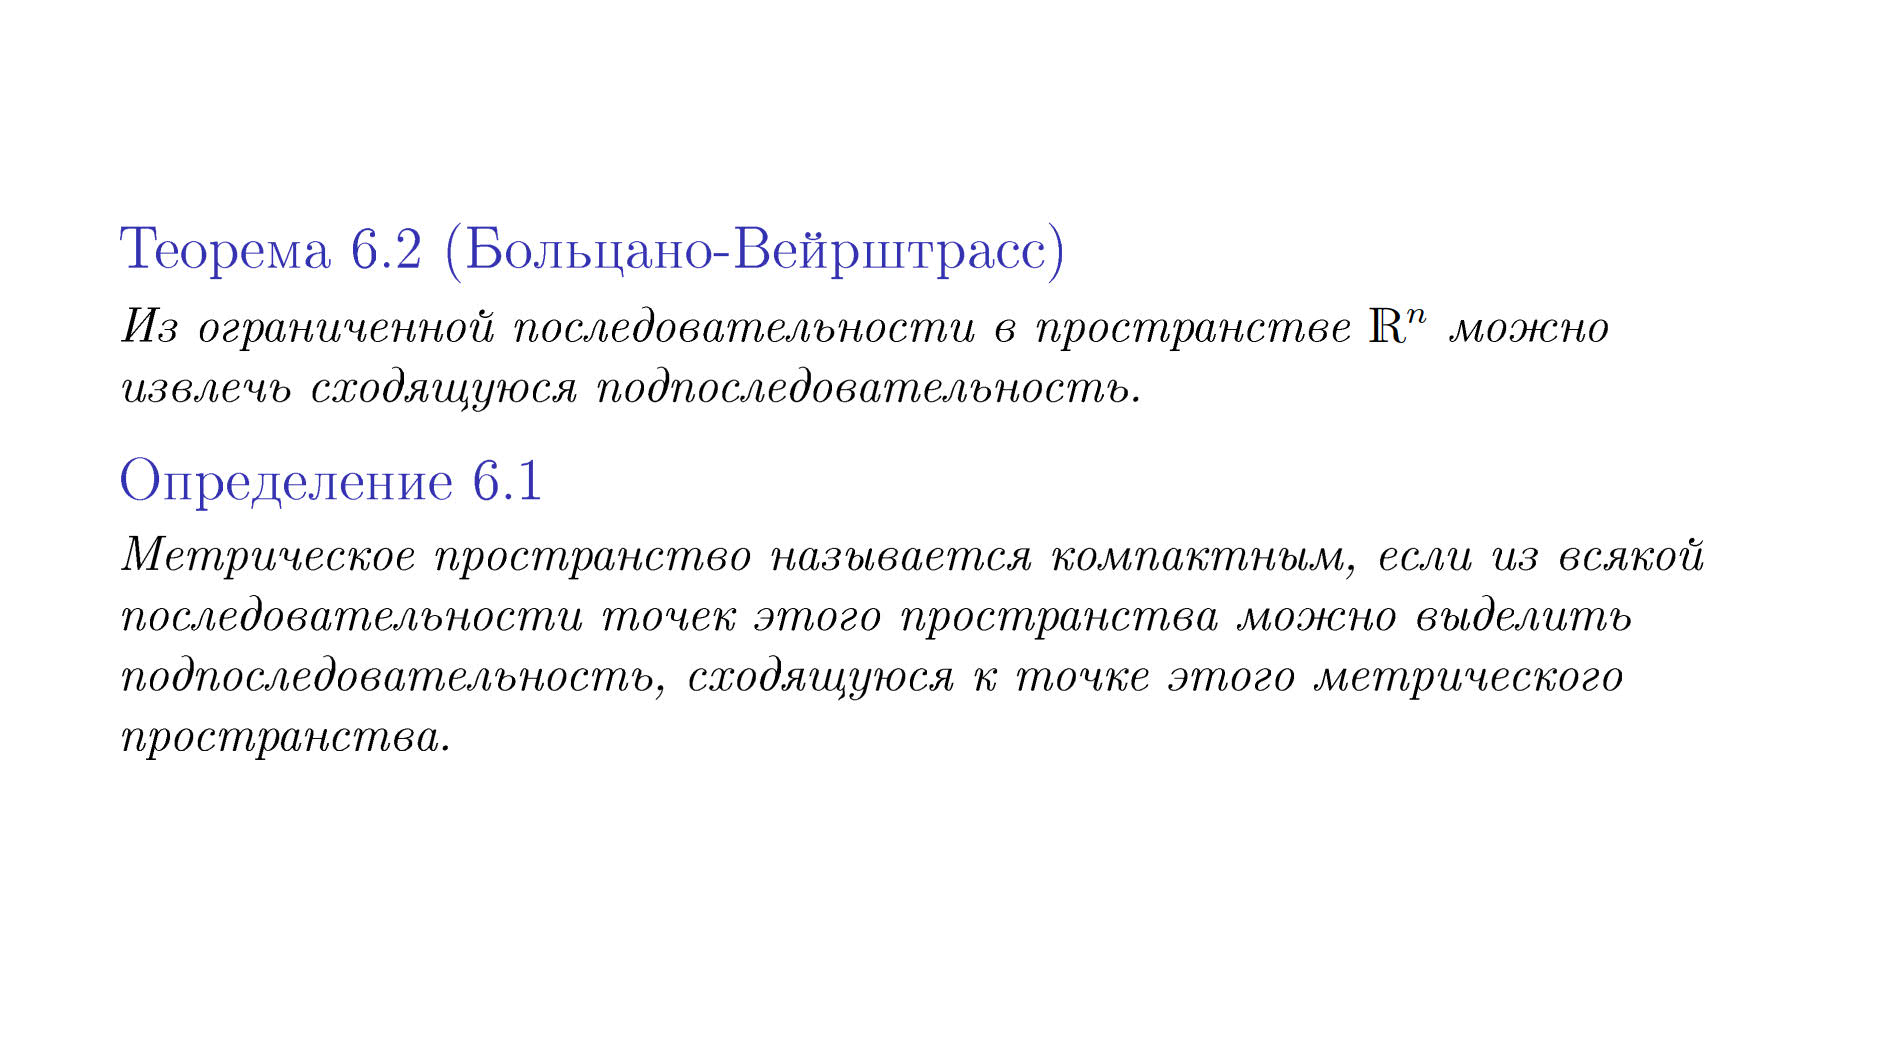 Теорема 6.2 (Больцано-Вейрштрасс)
Из ограниченной последовательности в пространстве ℝⁿ можно
извлечь сходящуюся подпоследовательность.
Определение 6.1
Метрическое пространство называется компактным, если из всякой
последовательности точек этого пространства можно выделить
подпоследовательность, сходящуюся к точке этого метрического
пространства.